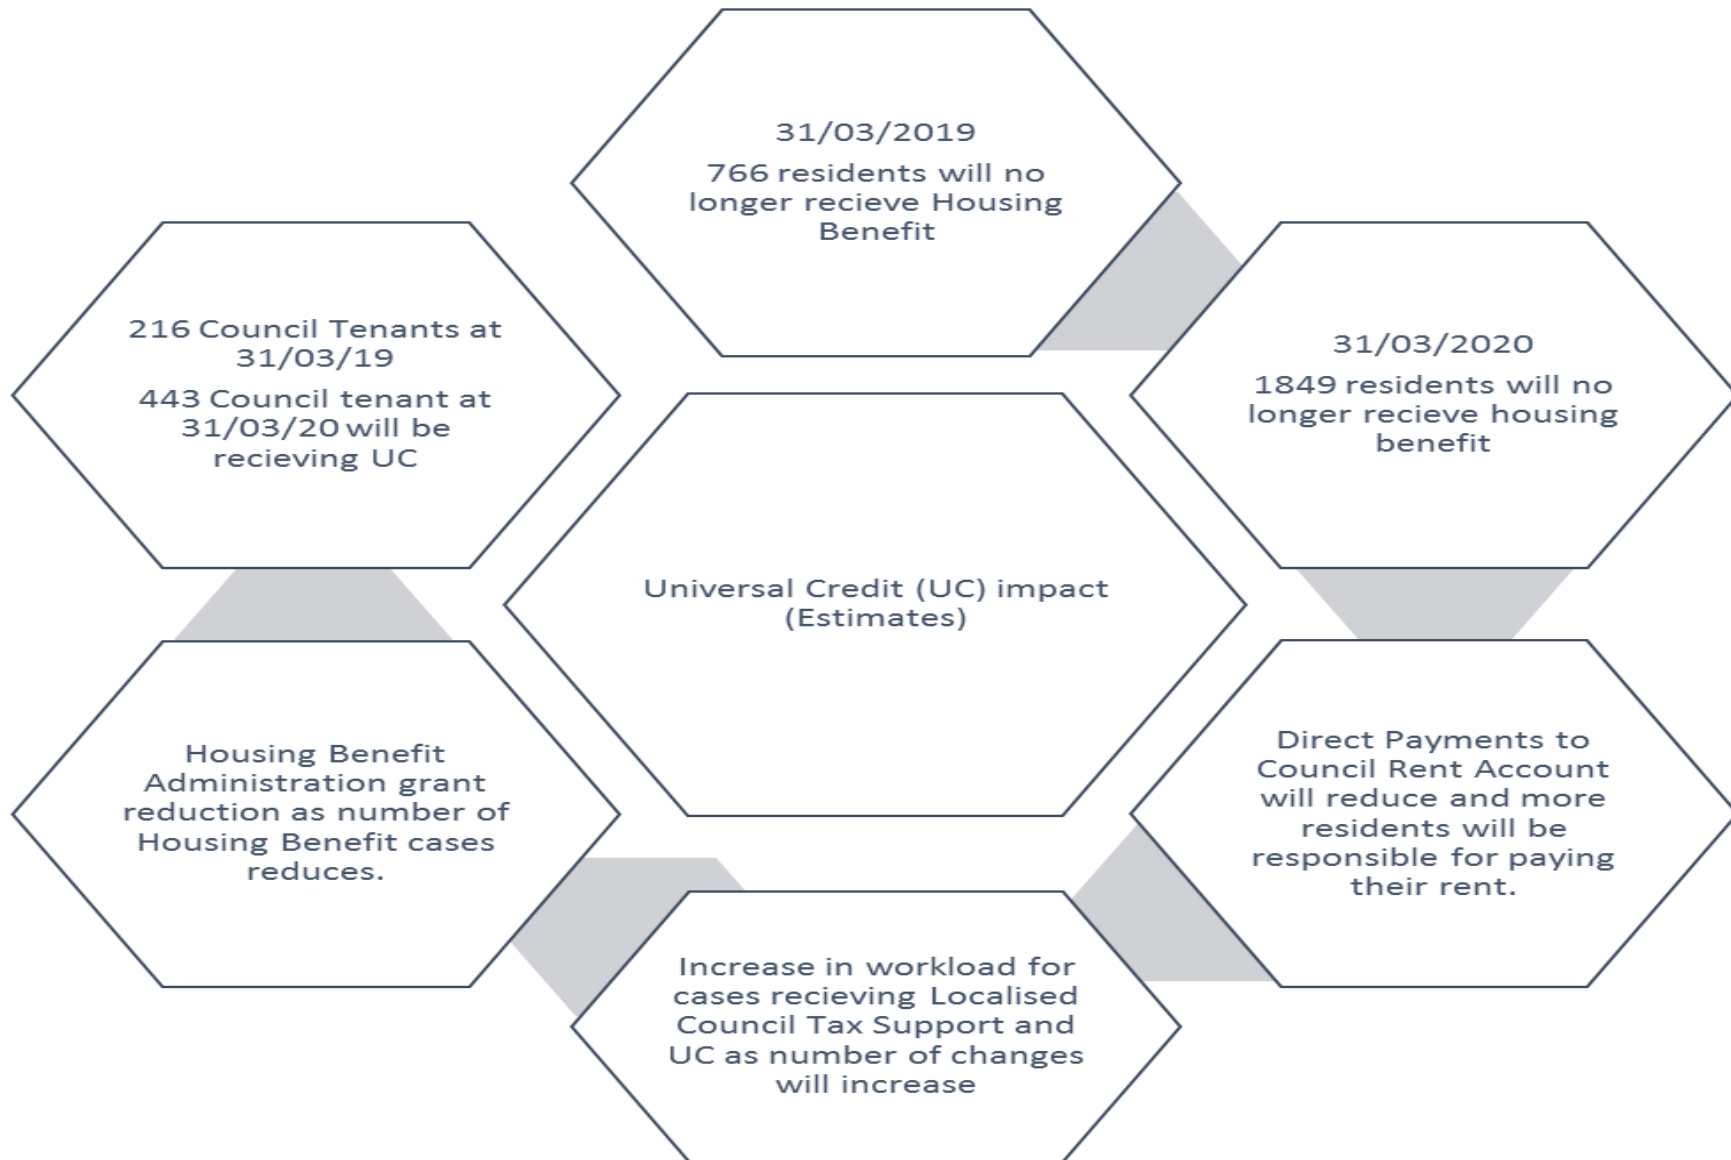 31/03/2019
766 residents will no
longer recieve Housing
Benefit
31/03/2020
1849 residents will no
longer recieve housing
benefit
Direct Payments to
Council Rent Account
will reduce and more
residents will be
responsible for paying
their rent.
Increase in workload for
cases recieving Localised
Council Tax Support and
UC as number of changes
will increase
Housing Benefit
Administration grant
reduction as number of
Housing Benefit cases
reduces.
216 Council Tenants at
31/03/19
443 Council tenant at
31/03/20 will be
recieving UC
Universal Credit (UC) impact
(Estimates)